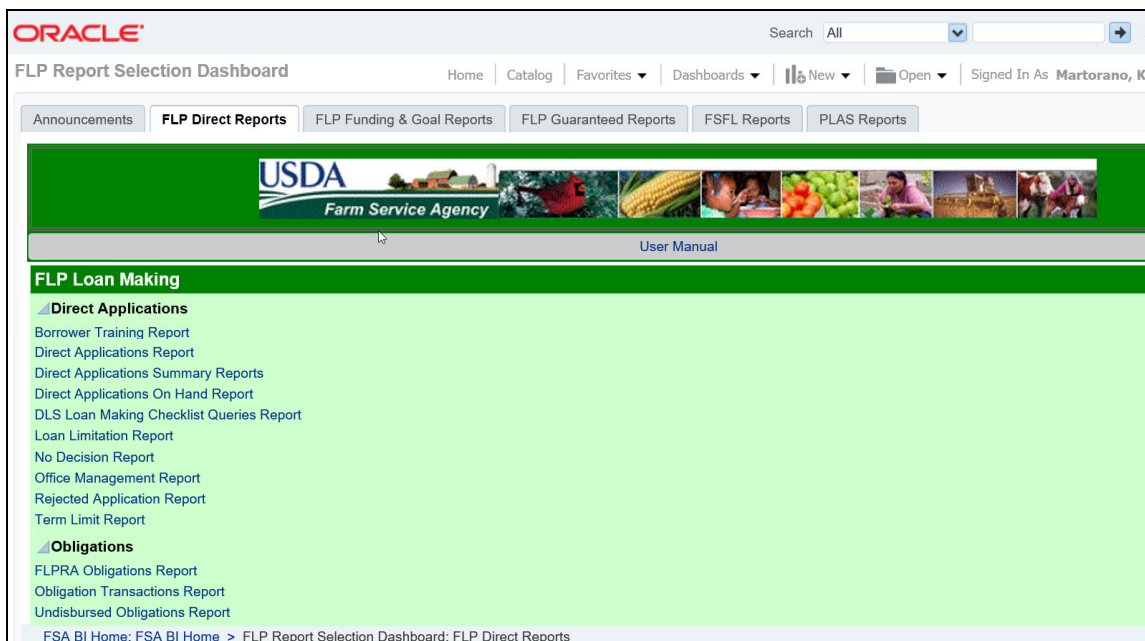 ORACLE
Search All
FLP Report Selection Dashboard Home Catalog Favorites Dashboards New Open Signed In As Martorano, K
Announcements FLP Direct Reports FLP Funding & Goal Reports FLP Guaranteed Reports FSFL Reports PLAS Reports
USDA
Farm Service Agency
User Manual
FLP Loan Making
Direct Applications
Borrower Training Report
Direct Applications Report
Direct Applications Summary Reports
Direct Applications On Hand Report
DLS Loan Making Checklist Queries Report
Loan Limitation Report
No Decision Report
Office Management Report
Rejected Application Report
Term Limit Report
Obligations
FLPRA Obligations Report
Obligation Transactions Report
Undisbursed Obligations Report
FSA BI Home: FSA BI Home > FLP Report Selection Dashboard: FLP Direct Reports